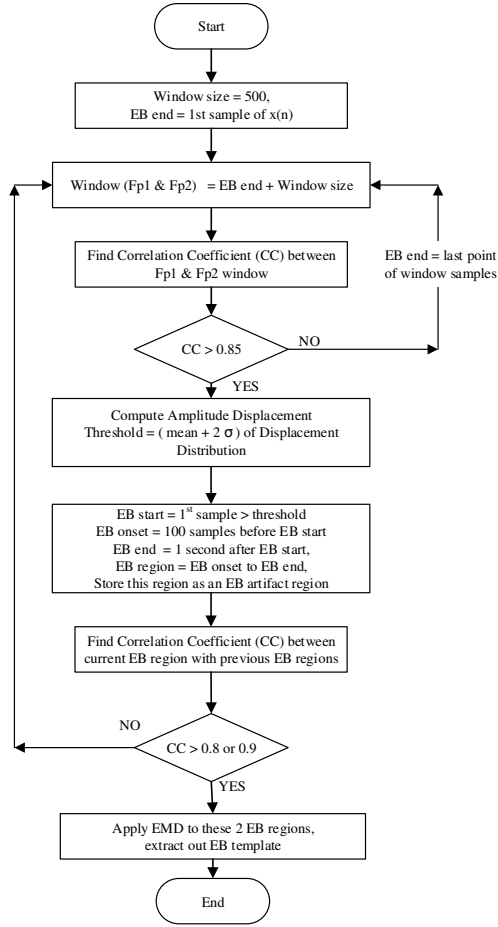 Start
Window size = 500,
EB end = 1st sample of x(n)
Window (Fp1 & Fp2) = EB end + Window size
Find Correlation Coefficient (CC) between
Fp1 & Fp2 window
EB end = last point
of window samples
CC > 0.85
NO
YES
Compute Amplitude Displacement
Threshold = ( mean + 2 σ ) of Displacement
Distribution
EB start = 1st sample > threshold
EB onset = 100 samples before EB start
EB end = 1 second after EB start,
EB region = EB onset to EB end,
Store this region as an EB artifact region
Find Correlation Coefficient (CC) between
current EB region with previous EB regions
NO
CC > 0.8 or 0.9
YES
Apply EMD to these 2 EB regions,
extract out EB template
End